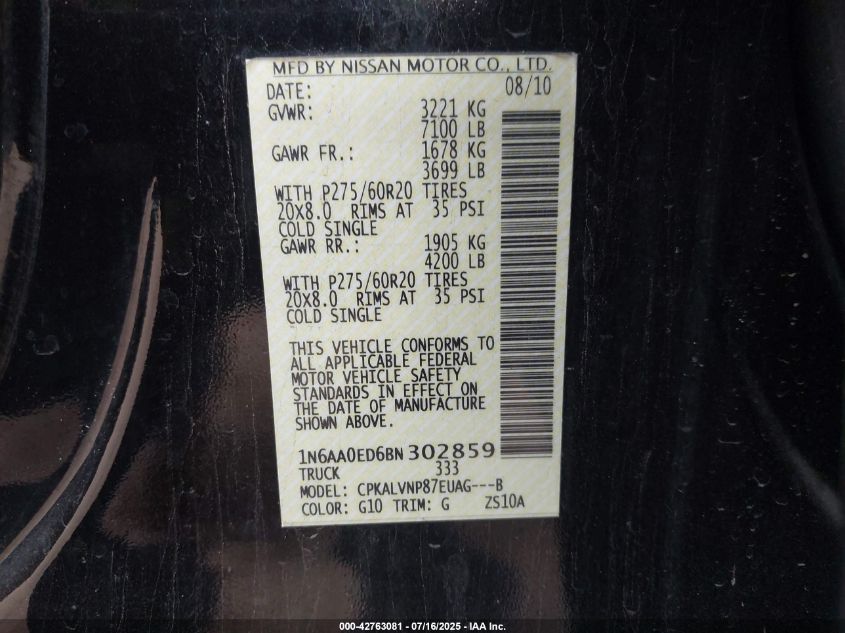 MFD BY NISSAN MOTOR CO., LTD.
DATE: 08/10
GVWR: 3221 KG
7100 LB
GAWR FR.: 1678 KG
3699 LB
WITH P275/60R20 TIRES
20X8.0 RIMS AT 35 PSI
COLD SINGLE
GAWR RR.: 1905 KG
4200 LB
WITH P275/60R20 TIRES
20X8.0 RIMS AT 35 PSI
COLD SINGLE
THIS VEHICLE CONFORMS TO
ALL APPLICABLE FEDERAL
MOTOR VEHICLE SAFETY
STANDARDS IN EFFECT ON
THE DATE OF MANUFACTURE
SHOWN ABOVE.
1N6AA0ED6BN302859
TRUCK 333
MODEL: CPKALVNP87EUAG---B
COLOR: G10 TRIM: G ZS10A
000-42763081 - 07/16/2025 - IAA Inc.